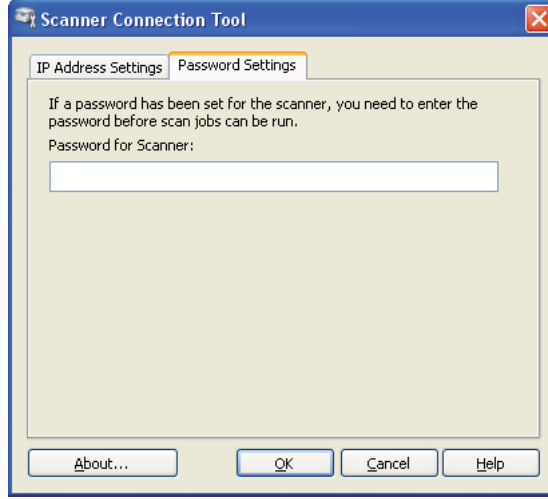 Scanner Connection Tool
IP Address Settings
Password Settings
If a password has been set for the scanner, you need to enter the
password before scan jobs can be run.
Password for Scanner:
About...
OK
Cancel
Help